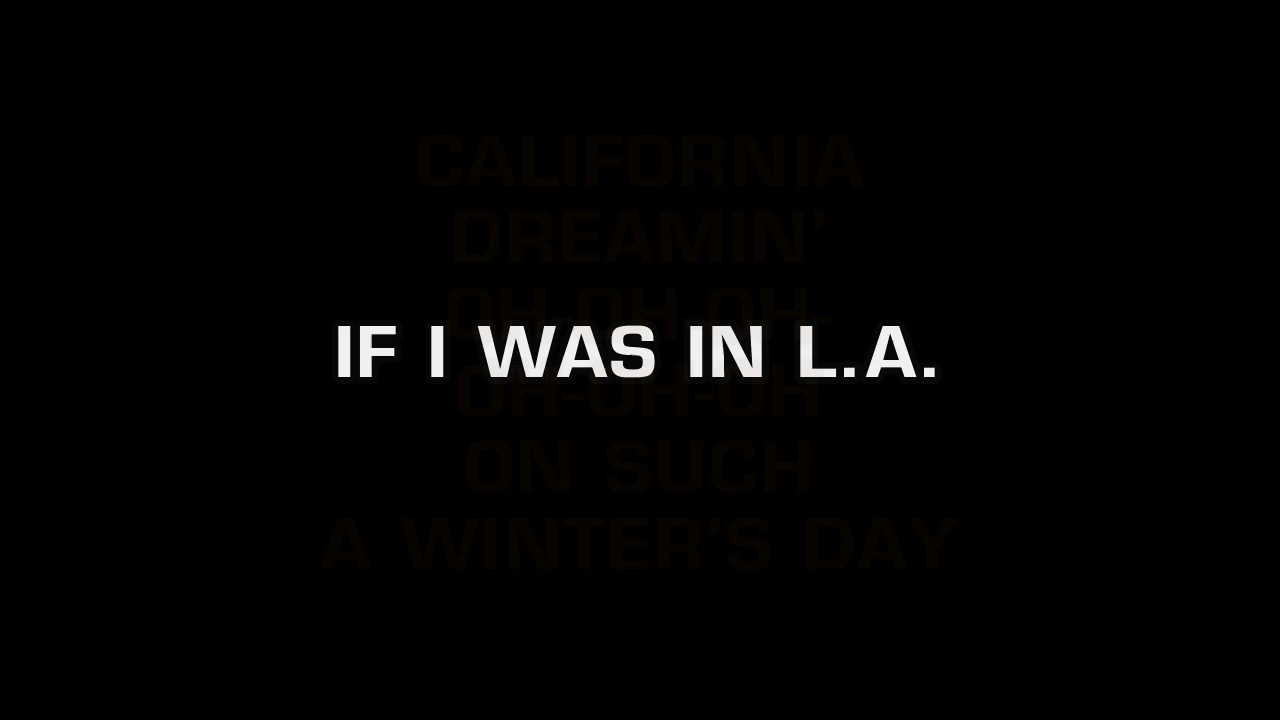 CALIFORNIA
DREAMIN'
OH-OH-OH-
IF I WAS IN L.A.
OH-OH-OH
ON SUCH
A WINTER'S DAY